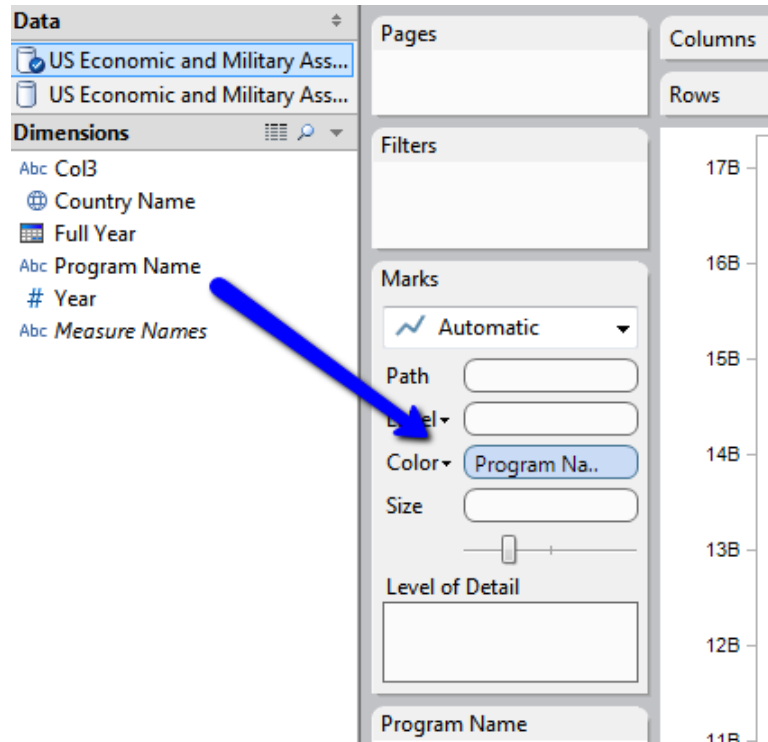 Data
US Economic and Military Ass...
US Economic and Military Ass...
Dimensions
Abc Col3
Country Name
Full Year
Abc Program Name
# Year
Abc Measure Names
Pages
Filters
Marks
Automatic
Path
Color
Program Na..
Size
Level of Detail
Program Name
Columns
Rows
17B
16B
15B
14B
13B
12B
11B